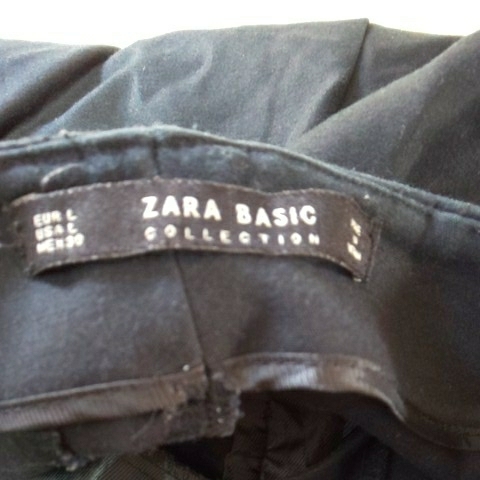 EUR L
USA L
MEX 30
ZARA BASIC
COLLECTION